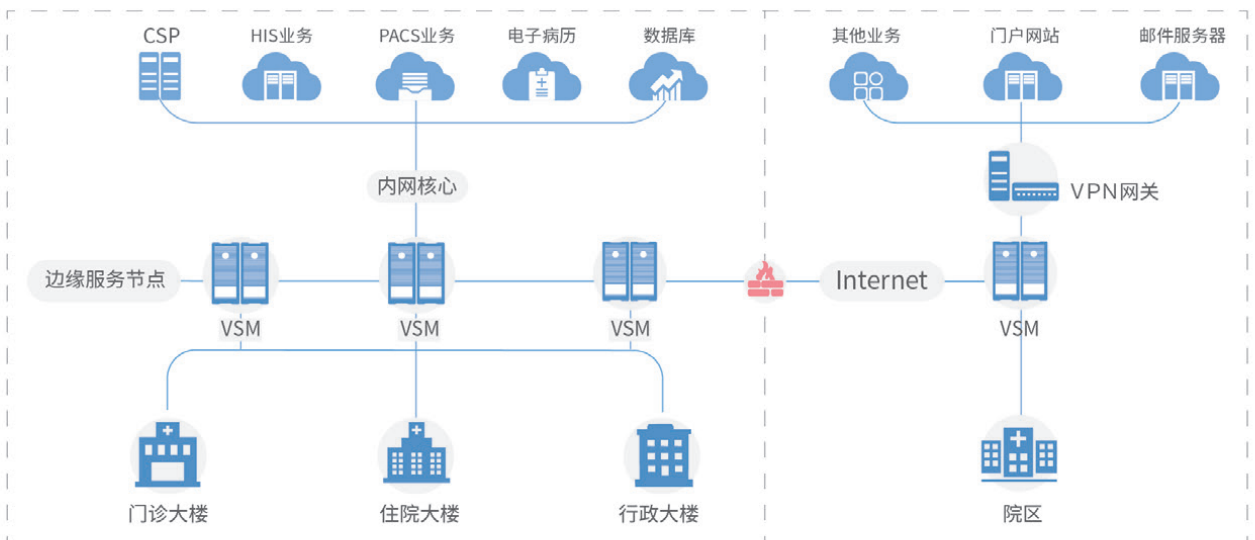 CSP
HIS业务
PACS业务
电子病历
数据库
其他业务
门户网站
邮件服务器
内网核心
VPN网关
边缘服务节点
Internet
VSM
VSM
VSM
VSM
门诊大楼
住院大楼
行政大楼
院区